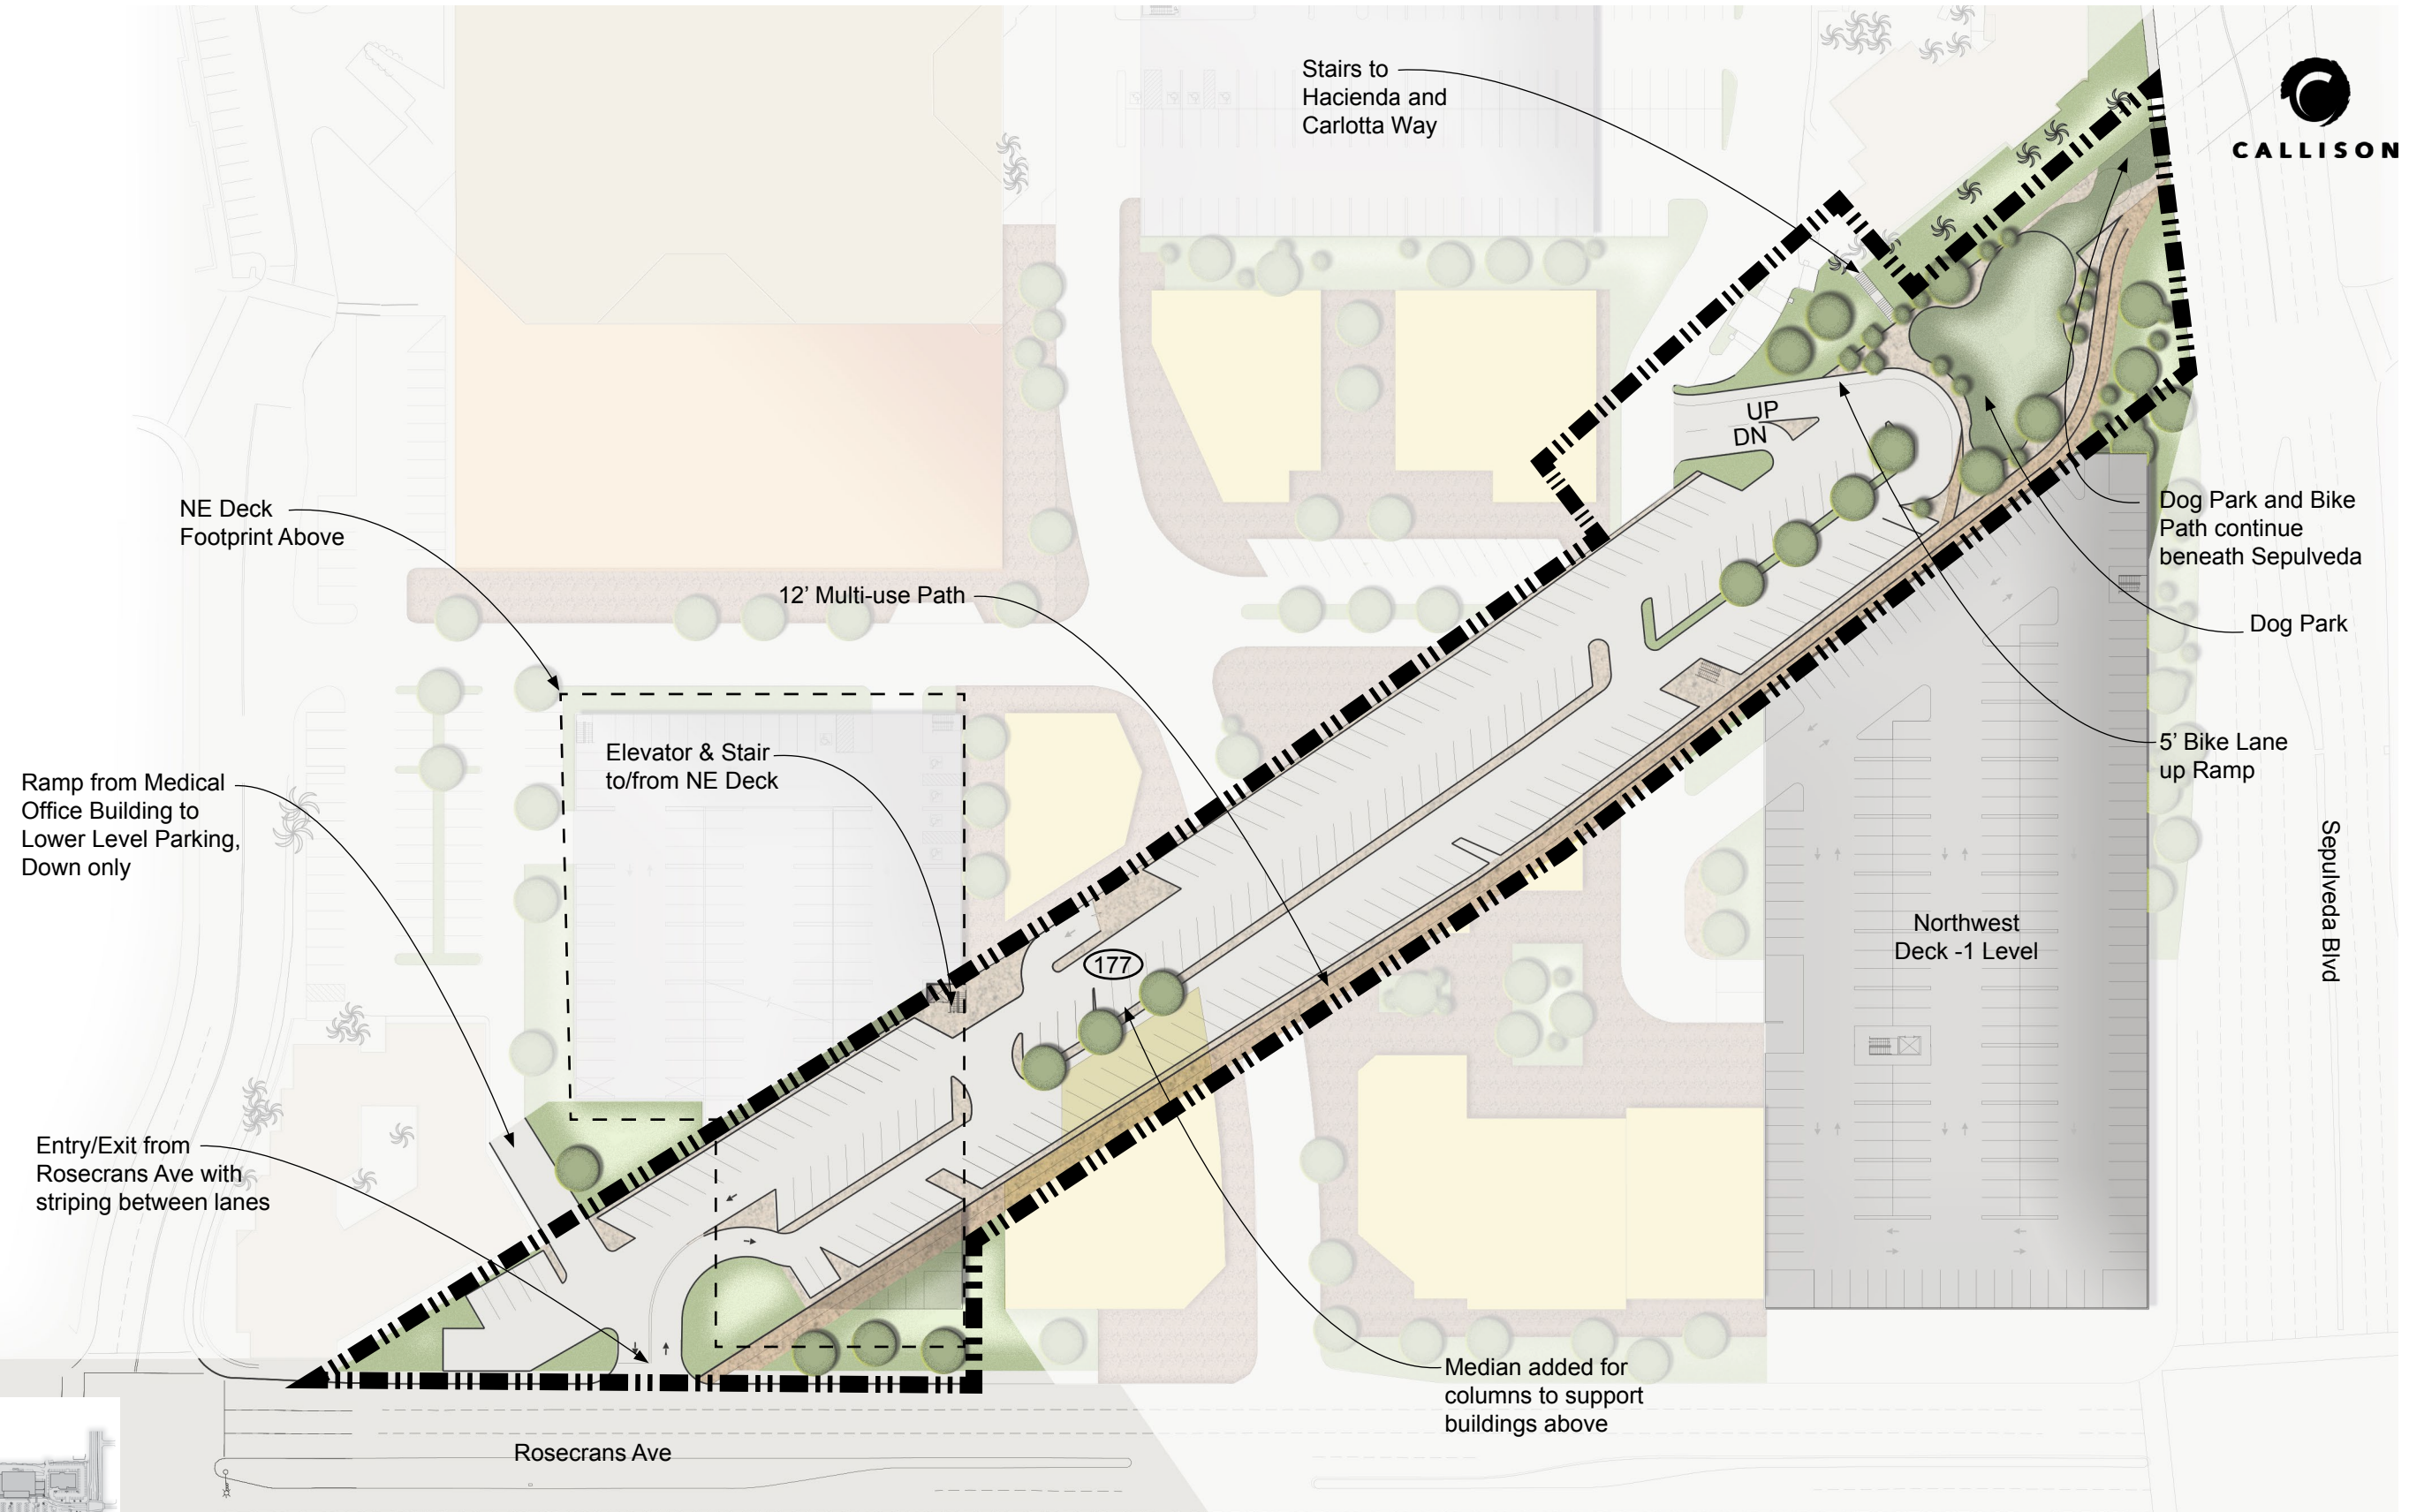 Stairs to
Hacienda and
Carlotta Way
CALLISON
UP
DN
NE Deck
Footprint Above
Dog Park and Bike
Path continue
beneath Sepulveda
12’ Multi-use Path
Dog Park
Elevator & Stair
to/from NE Deck
5’ Bike Lane
up Ramp
Ramp from Medical
Office Building to
Lower Level Parking,
Down only
Sepulveda Blvd
Northwest
Deck -1 Level
177
Entry/Exit from
Rosecrans Ave with
striping between lanes
Median added for
columns to support
buildings above
Rosecrans Ave